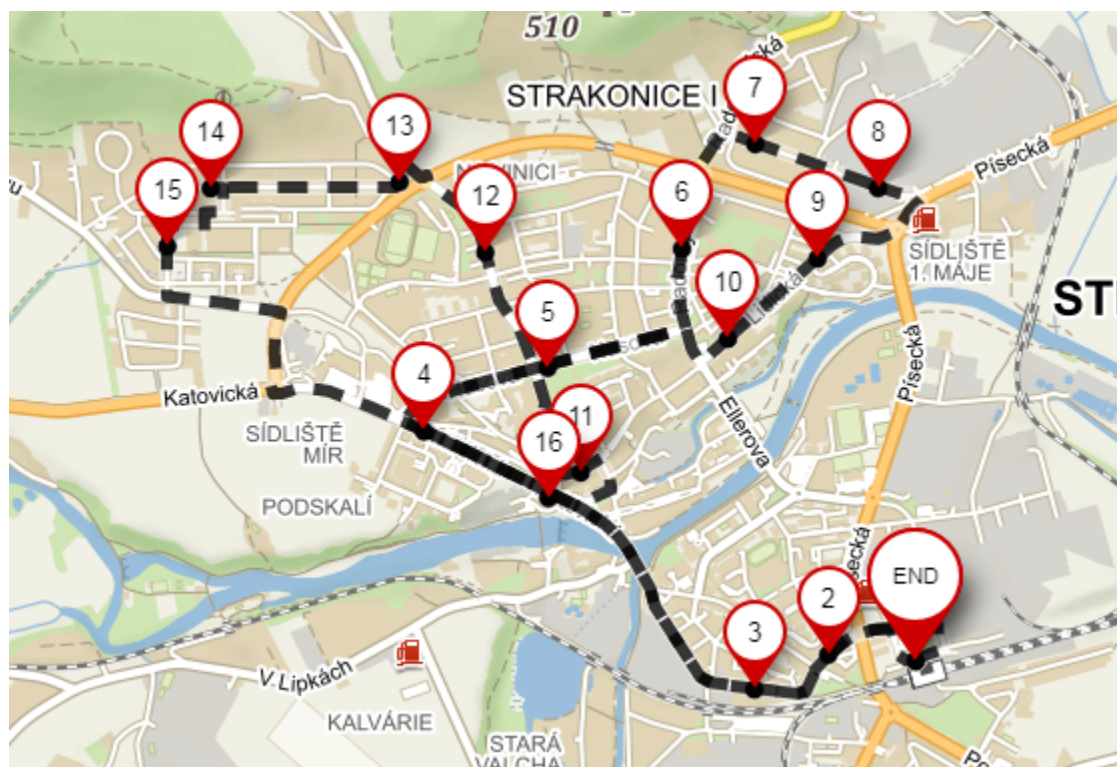 510
STRAKONICE I
7
14
13
8
Písecká
15
12
6
9
SÍDLIŠTĚ
1. MÁJE
10
5
ST
Písecká
4
Katovická
SÍDLIŠTĚ
MÍR
11
16
Ellerova
PODSKALÍ
END
2
3
V Lipkách
KALVÁRIE
STARÁ
VALCHA